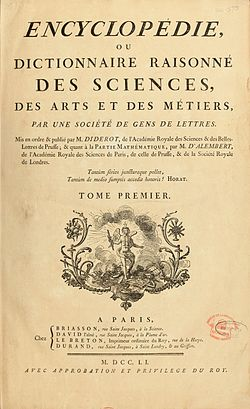 ENCYCLOPEDIE,
OU
DICTIONNAIRE RAISONNÉ
DES SCIENCES,
DES ARTS ET DES MÉTIERS,
PAR UNE SOCIÉTÉ DE GENS DE LETTRES.
Mis en ordre & publié par M. DIDEROT, de l'Académie Royale des Sciences & des Belles-
Lettres de Prusse; & quant à la PARTIE MATHÉMATIQUE, par M. D'ALEMBERT,
de l'Académie Royale des Sciences de Paris, de celle de Prusse, & de la Société Royale
de Londres.
Tantùm series juncturaque pollet,
Tantùm de medio sumptis accedit honoris! HORAT.
TOME PREMIER.
A PARIS,
Chez
BRIASSON, rue Saint Jacques, à la Science.
DAVID l'aîné, rue Saint Jacques, à la Plume d'or.
LE BRETON, Imprimeur ordinaire du Roy, rue de la Harpe.
DURAND, rue Saint Jacques, à Saint Landry, & au Griffon.
M. DCC. LI.
AVEC APPROBATION ET PRIVILEGE DU ROY.